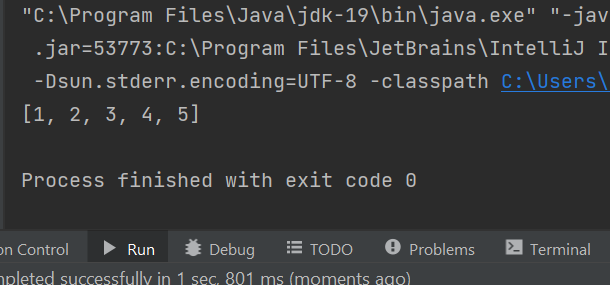 "C:\Program Files\Java\jdk-19\bin\java.exe" "-jav
.jar=53773:C:\Program Files\JetBrains\IntelliJ I
-Dsun.stderr.encoding=UTF-8 -classpath C:\Users\
[1, 2, 3, 4, 5]
Process finished with exit code 0
on Control Run Debug TODO Problems Terminal
mpleted successfully in 1 sec, 801 ms (moments ago)